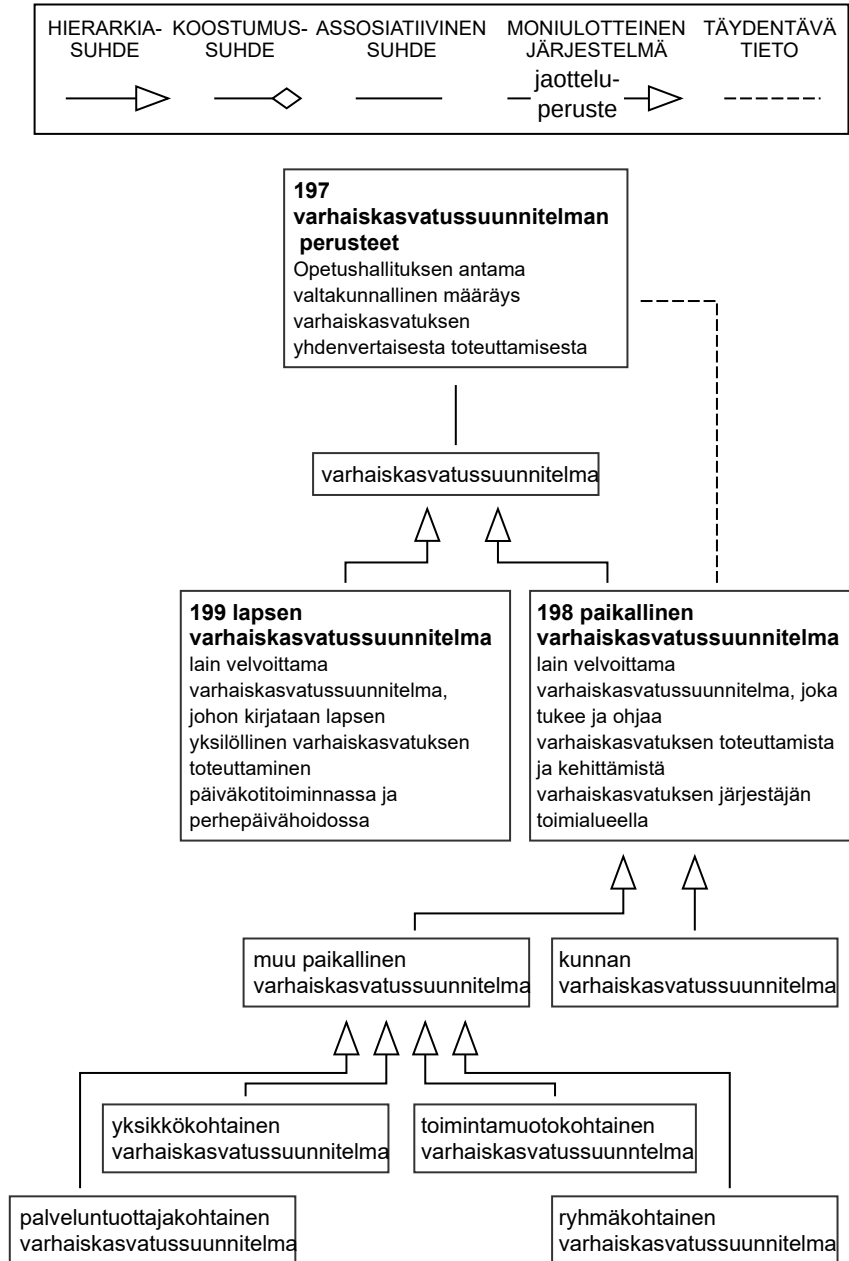 HIERARKIA-
SUHDE
KOOSTUMUS-
SUHDE
ASSOSIATIIVINEN
SUHDE
MONIULOTTEINEN
JÄRJESTELMÄ
TÄYDENTÄVÄ
TIETO
jaottelu-
peruste
197
varhaiskasvatussuunnitelman
perusteet
Opetushallituksen antama
valtakunnallinen määräys
varhaiskasvatuksen
yhdenvertaisesta toteuttamisesta
varhaiskasvatussuunnitelma
199 lapsen
varhaiskasvatussuunnitelma
lain velvoittama
varhaiskasvatussuunnitelma,
johon kirjataan lapsen
yksilöllinen varhaiskasvatuksen
toteuttaminen
päiväkotitoiminnassa ja
perhepäivähoidossa
198 paikallinen
varhaiskasvatussuunnitelma
lain velvoittama
varhaiskasvatussuunnitelma, joka
tukee ja ohjaa
varhaiskasvatuksen toteuttamista
ja kehittämistä
varhaiskasvatuksen järjestäjän
toimialueella
muu paikallinen
varhaiskasvatussuunnitelma
kunnan
varhaiskasvatussuunnitelma
yksikkökohtainen
varhaiskasvatussuunnitelma
toimintamuotokohtainen
varhaiskasvatussuunntelma
palveluntuottajakohtainen
varhaiskasvatussuunnitelma
ryhmäkohtainen
varhaiskasvatussuunnitelma